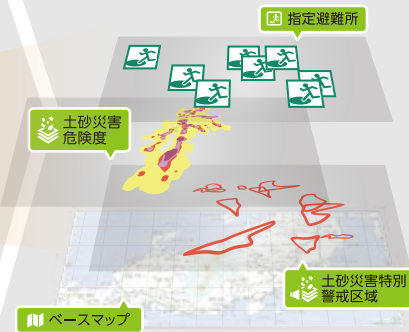 指定避難所
土砂災害
危険度
土砂災害特別
警戒区域
ベースマップ